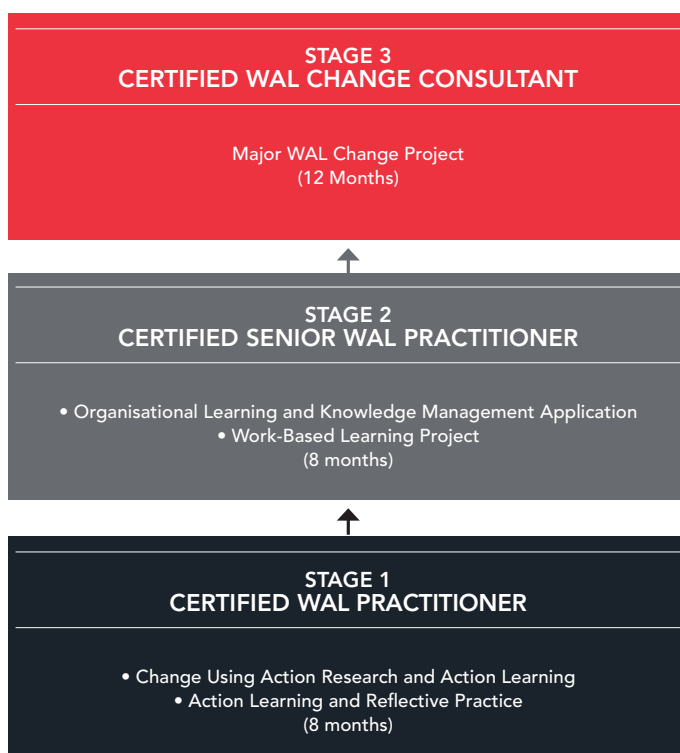 STAGE 3
CERTIFIED WAL CHANGE CONSULTANT
Major WAL Change Project
(12 Months)
STAGE 2
CERTIFIED SENIOR WAL PRACTITIONER
• Organisational Learning and Knowledge Management Application
• Work-Based Learning Project
(8 months)
STAGE 1
CERTIFIED WAL PRACTITIONER
• Change Using Action Research and Action Learning
• Action Learning and Reflective Practice
(8 months)